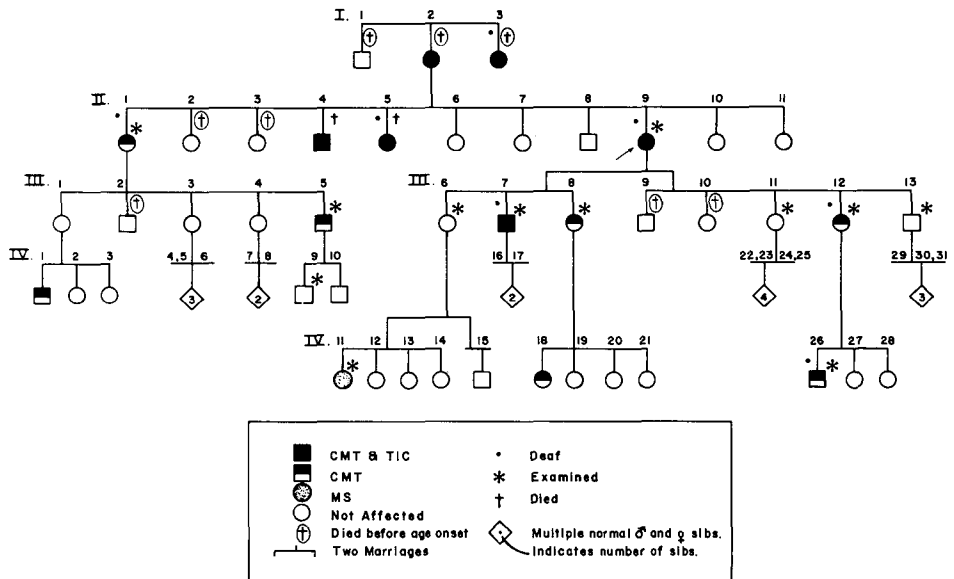 I. 1 2 3
II. 1 2 3 4 5 6 7 8 9 10 11
III. 1 2 3 4 5 III. 6 7 8 9 10 11 12 13
IV. 1 2 3 4,5 6 7 8 9 10 16 17 22,23 24,25 29 30,31
3 2 2 4 3
IV. 11 12 13 14 15 18 19 20 21 26 27 28
CMT & TIC • Deaf
CMT * Examined
MS † Died
Not Affected
Died before age onset Multiple normal ♂ and ♀ sibs.
Two Marriages Indicates number of sibs.